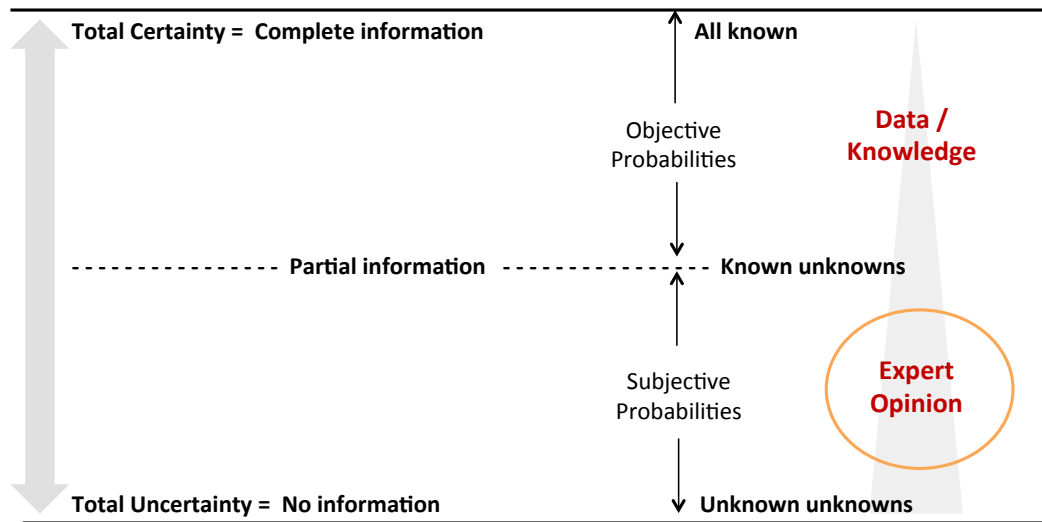 Total Certainty = Complete information
All known
Objective
Probabilities
Data /
Knowledge
Partial information
Known unknowns
Subjective
Probabilities
Expert
Opinion
Total Uncertainty = No information
Unknown unknowns